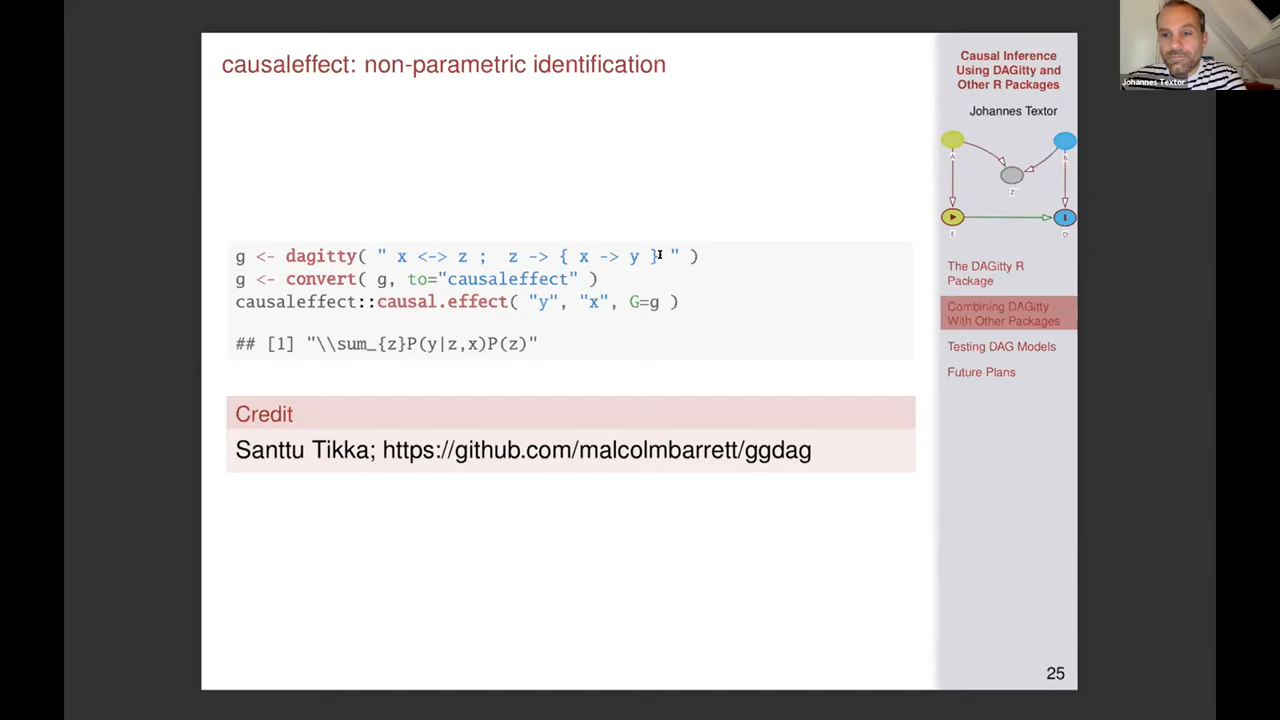 causaleffect: non-parametric identification
g <- dagitty( " x <-> z ;  z -> { x -> y } " )
g <- convert( g, to="causaleffect" )
causaleffect::causal.effect( "y", "x", G=g )
## [1] "\\sum_{z}P(y|z,x)P(z)"
Credit
Santtu Tikka; https://github.com/malcolmbarrett/ggdag
Causal Inference
Using DAGitty and
Other R Packages
Johannes Textor
A
B
Z
E
D
The DAGitty R
Package
Combining DAGitty
With Other Packages
Testing DAG Models
Future Plans
25
Johannes Textor